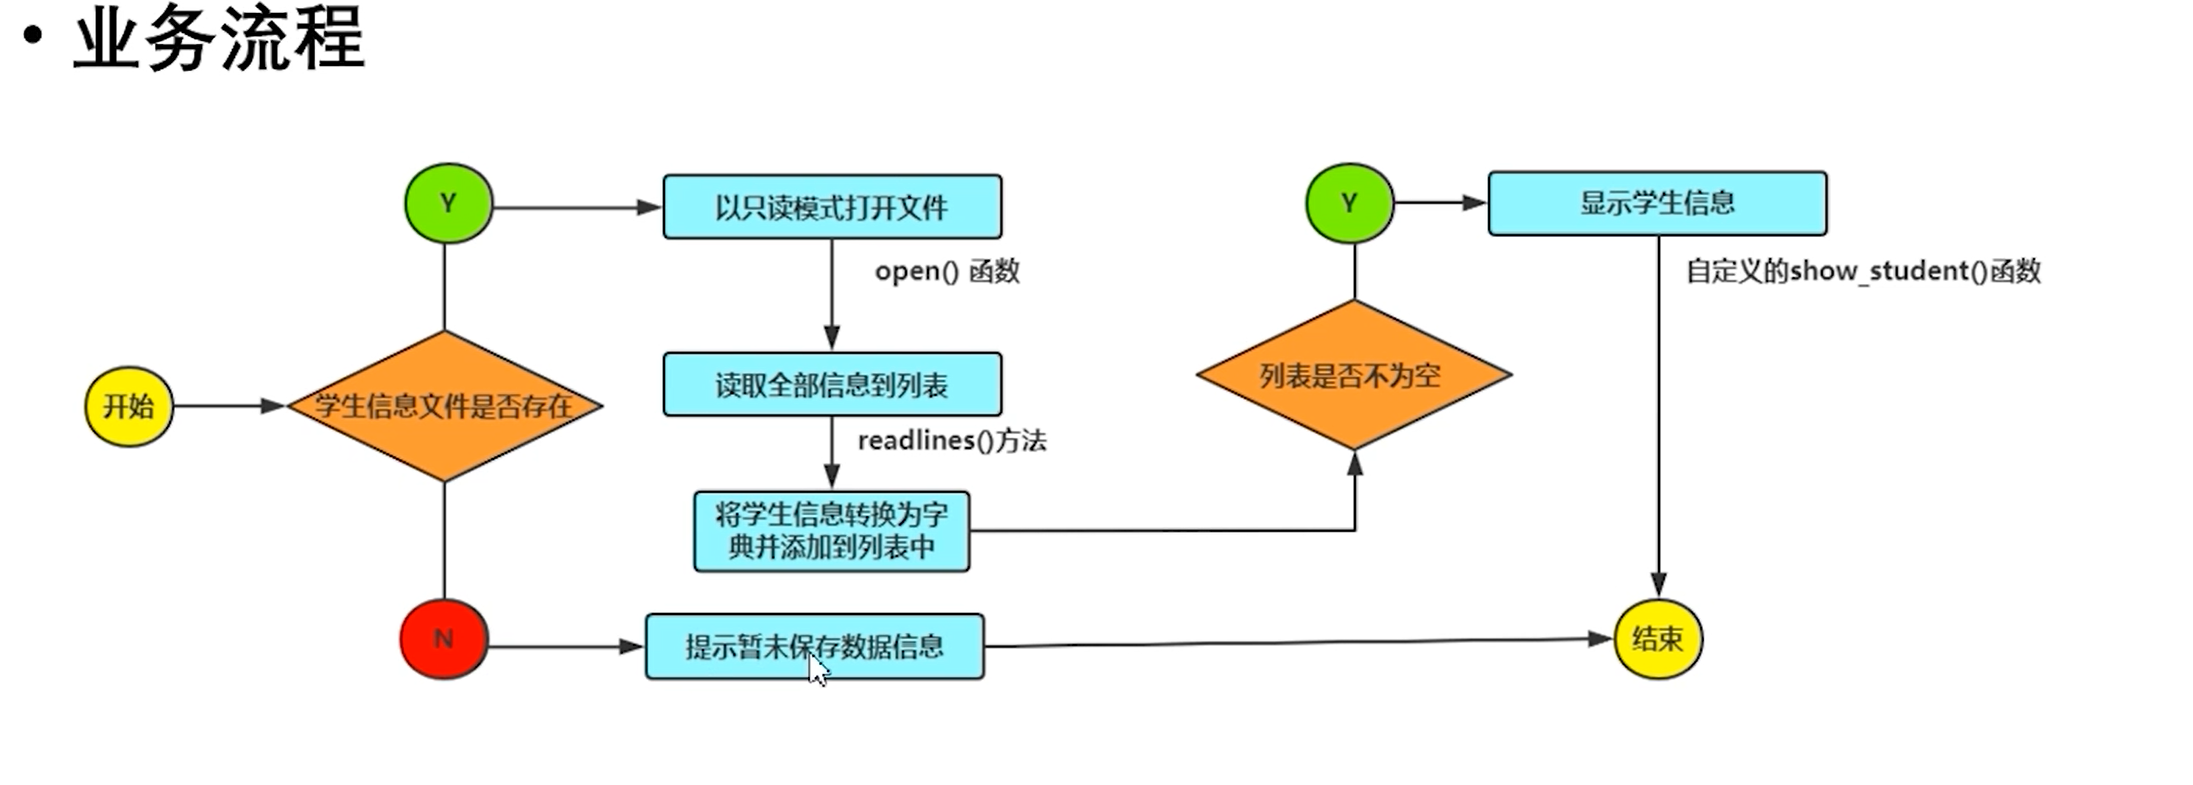 • 业务流程
Y
以只读模式打开文件
open() 函数
开始
学生信息文件是否存在
读取全部信息到列表
readlines()方法
将学生信息转换为字
典并添加到列表中
N
提示暂未保存数据信息
Y
显示学生信息
自定义的show_student()函数
列表是否不为空
结束